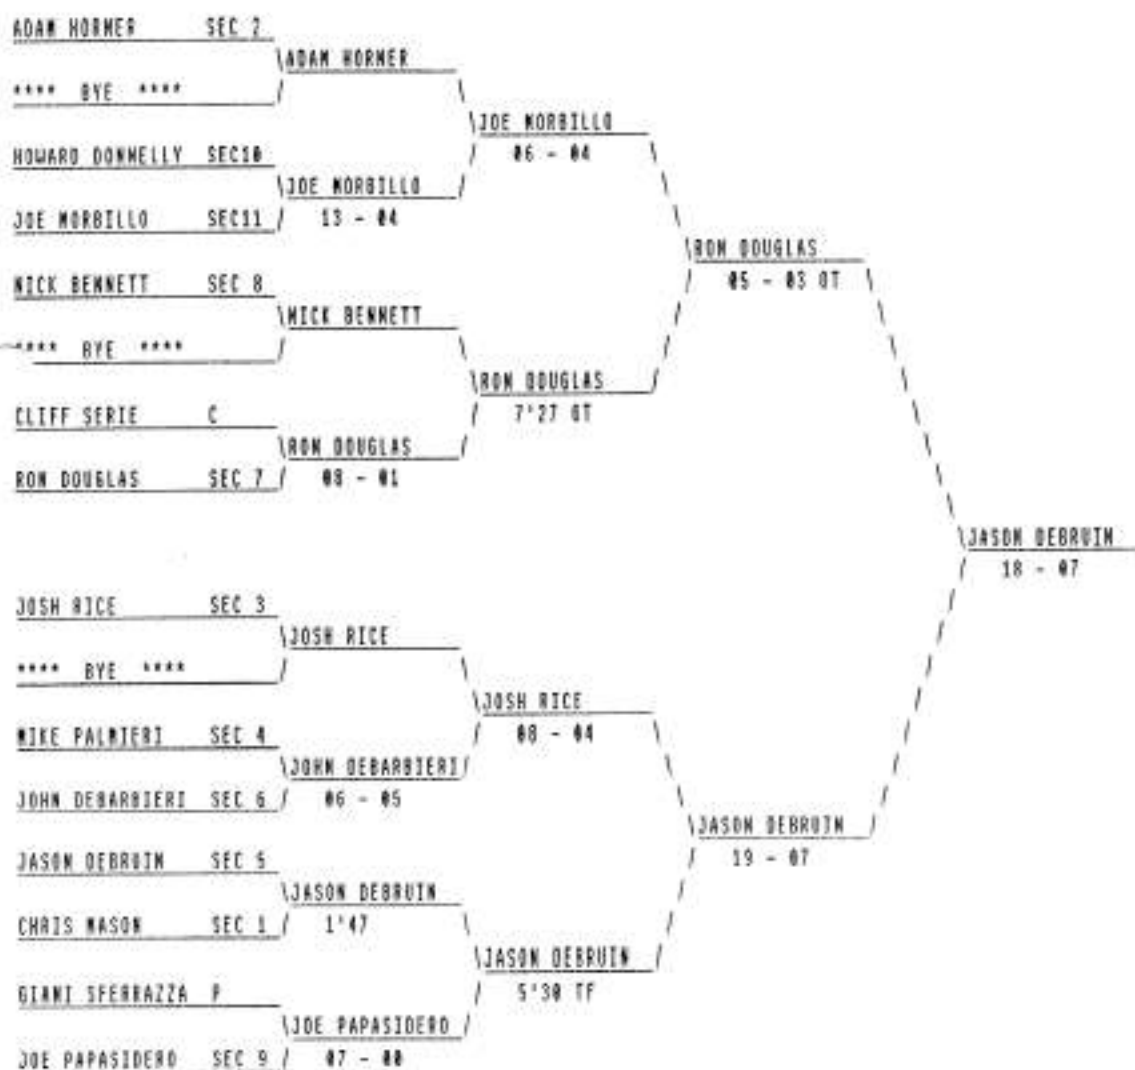 ADAM HORNER SEC 2
ADAM HORNER
**** BYE ****
JOE MORBILLO
06 - 04
HOWARD DONNELLY SEC10
JOE MORBILLO
13 - 04
JOE MORBILLO SEC11
RON DOUGLAS
05 - 03 OT
NICK BENNETT SEC 8
NICK BENNETT
**** BYE ****
RON DOUGLAS
7'27 OT
CLIFF SERIE C
RON DOUGLAS
08 - 01
RON DOUGLAS SEC 7
JASON DEBRUIN
18 - 07
JOSH RICE SEC 3
JOSH RICE
**** BYE ****
JOSH RICE
08 - 04
MIKE PALMIERI SEC 4
JOHN DEBARBIERI
06 - 05
JOHN DEBARBIERI SEC 6
JASON DEBRUIN
19 - 07
JASON DEBRUIN SEC 5
JASON DEBRUIN
1'47
CHRIS MASON SEC 1
JASON DEBRUIN
5'30 TF
GIANI SFERRAZZA P
JOE PAPASIDERO
07 - 00
JOE PAPASIDERO SEC 9